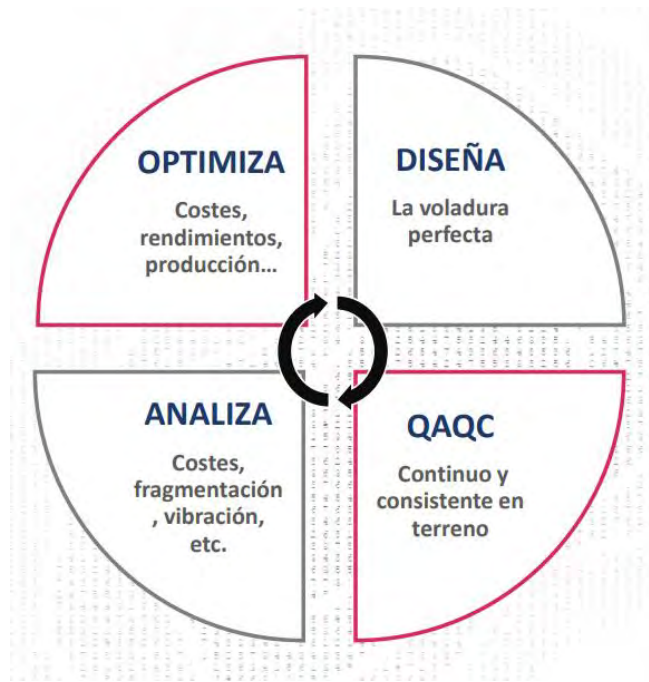 OPTIMIZA
Costes,
rendimientos,
producción...
DISEÑA
La voladura
perfecta
ANALIZA
Costes,
fragmentación
, vibración,
etc.
QAQC
Continuo y
consistente en
terreno